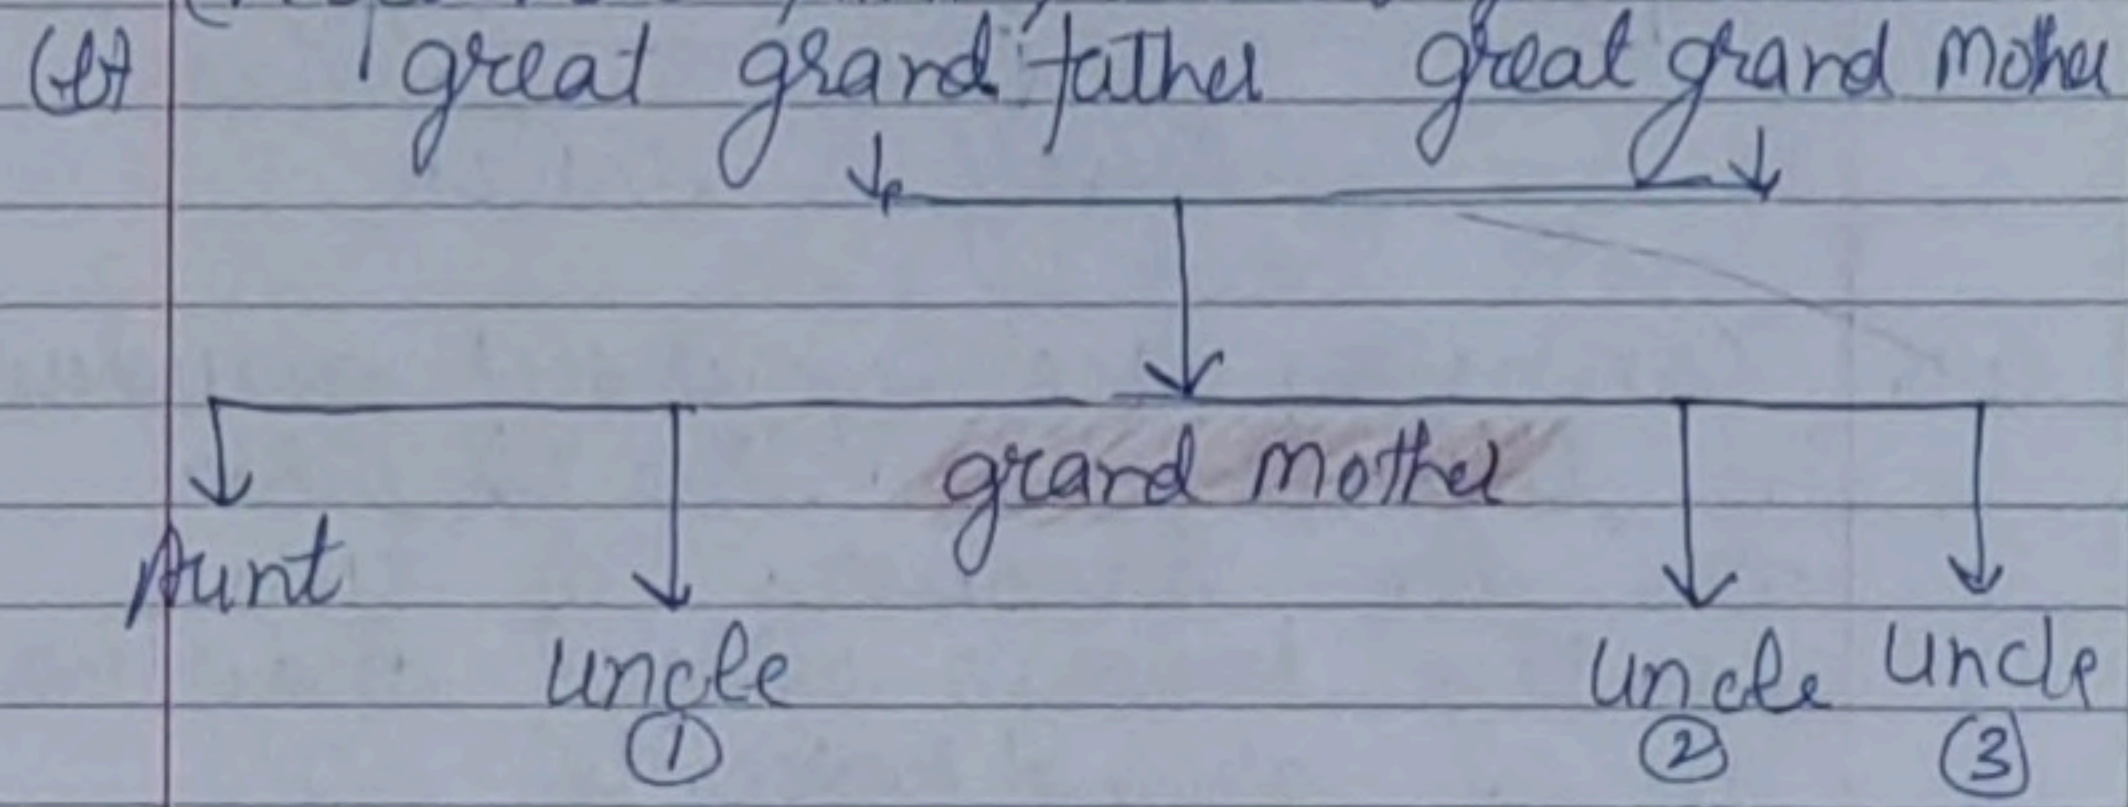 great grand father great grand mother
grand mother
Aunt
uncle uncle uncle
① ② ③